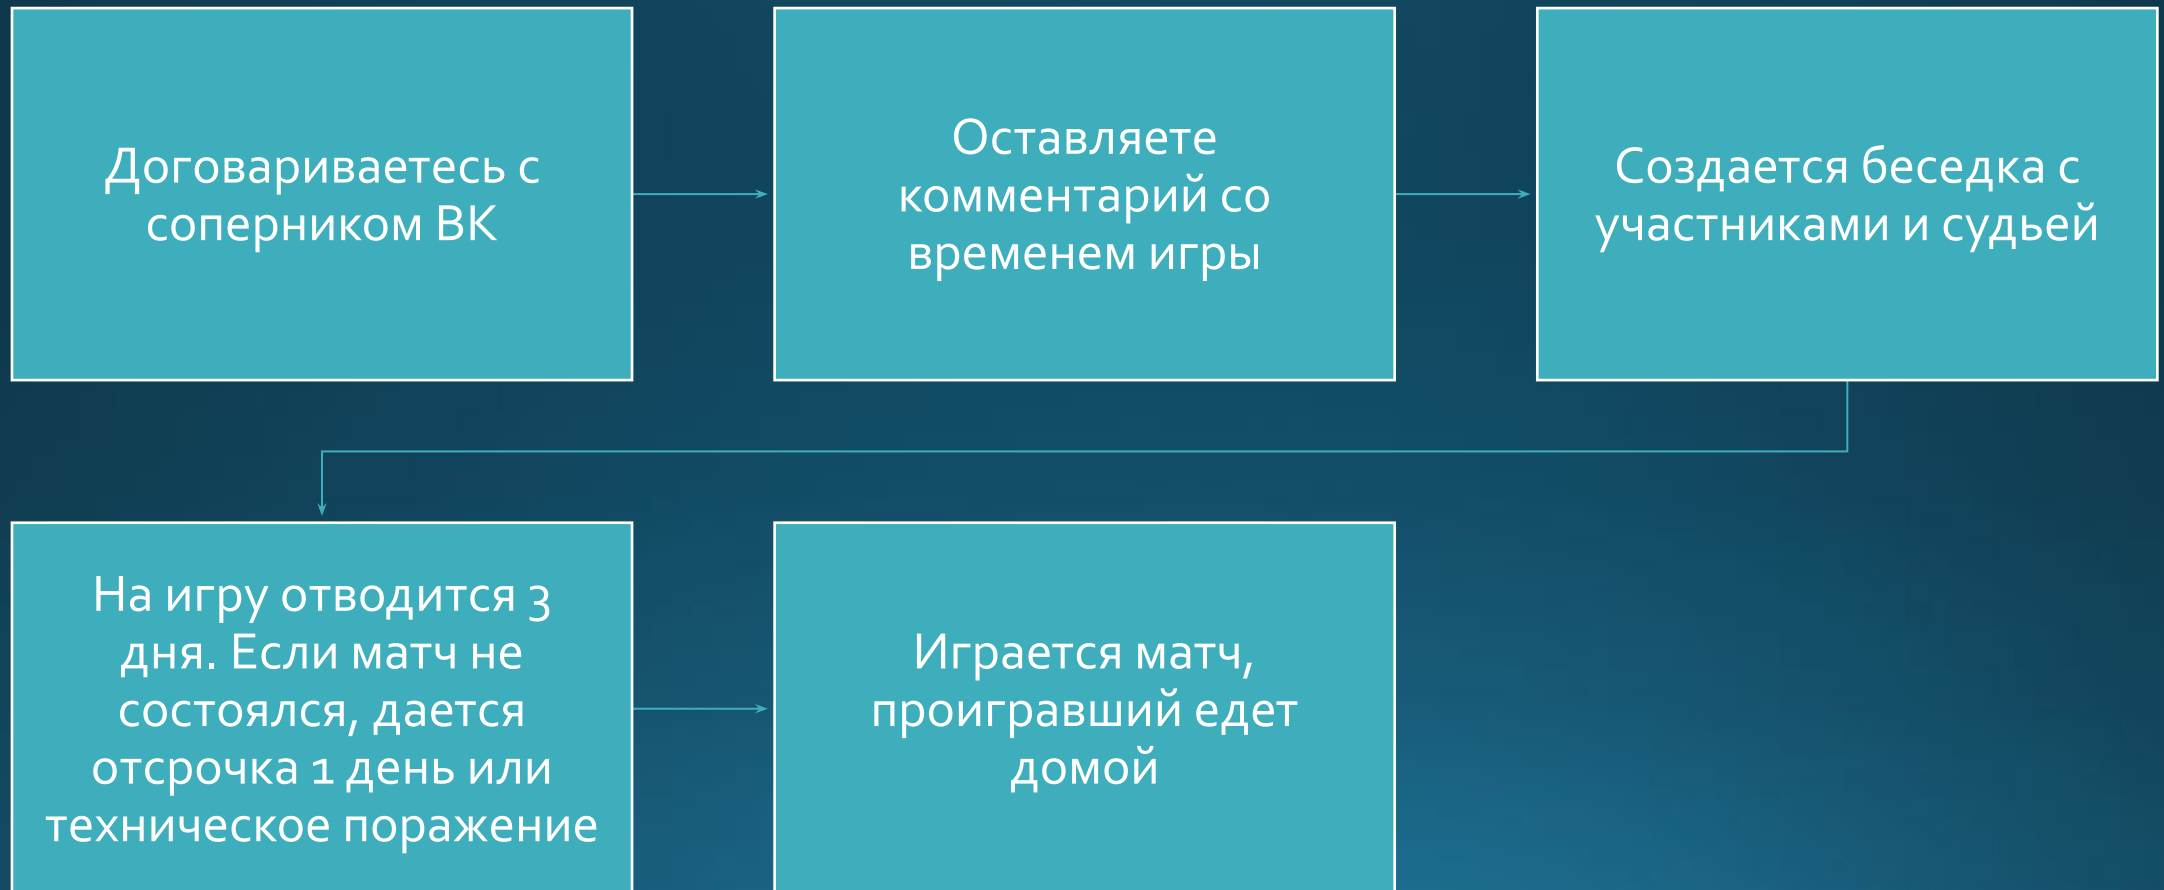 Договариваетесь с
соперником ВК
Оставляете
комментарий со
временем игры
Создается беседка с
участниками и судьей
На игру отводится 3
дня. Если матч не
состоялся, дается
отсрочка 1 день или
техническое поражение
Играется матч,
проигравший едет
домой